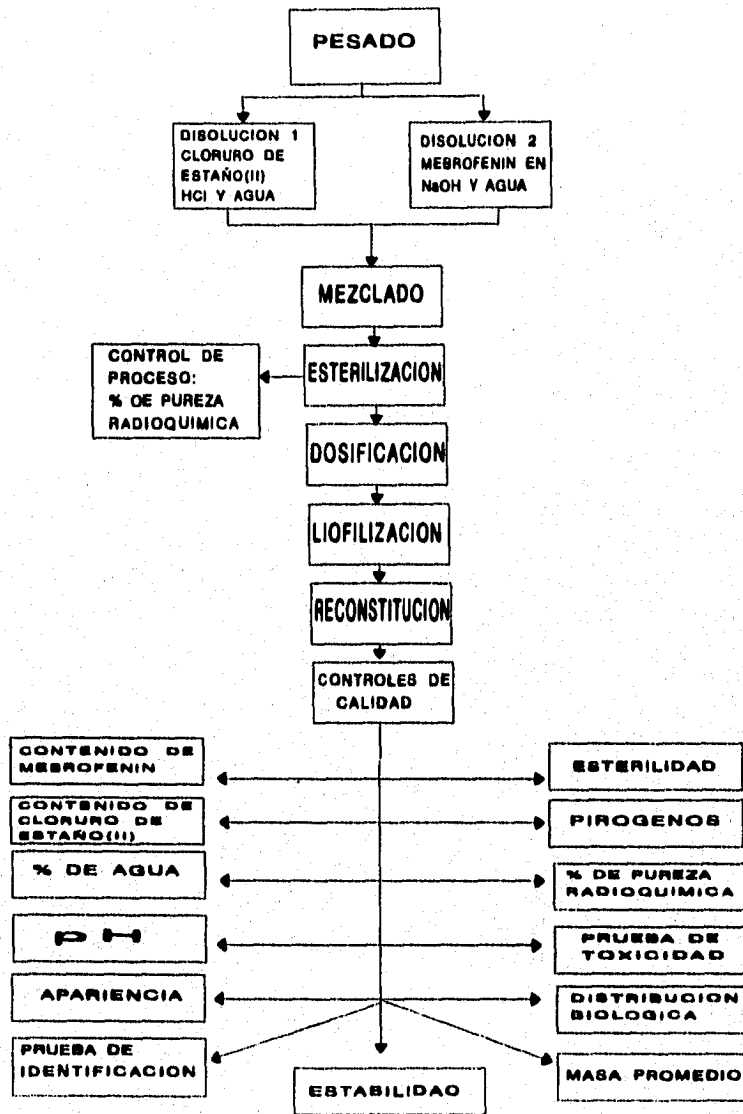 PESADO
DISOLUCION 1
CLORURO DE
ESTAÑO(II)
HCl Y AGUA
DISOLUCION 2
MEBROFENIN EN
NaOH Y AGUA
MEZCLADO
CONTROL DE
PROCESO:
% DE PUREZA
RADIOQUIMICA
ESTERILIZACION
DOSIFICACION
LIOFILIZACION
RECONSTITUCION
CONTROLES DE
CALIDAD
CONTENIDO DE
MEBROFENIN
ESTERILIDAD
CONTENIDO DE
CLORURO DE
ESTAÑO(II)
PIROGENOS
% DE AGUA
% DE PUREZA
RADIOQUIMICA
pH
PRUEBA DE
TOXICIDAD
APARIENCIA
DISTRIBUCION
BIOLOGICA
PRUEBA DE
IDENTIFICACION
MASA PROMEDIO
ESTABILIDAD